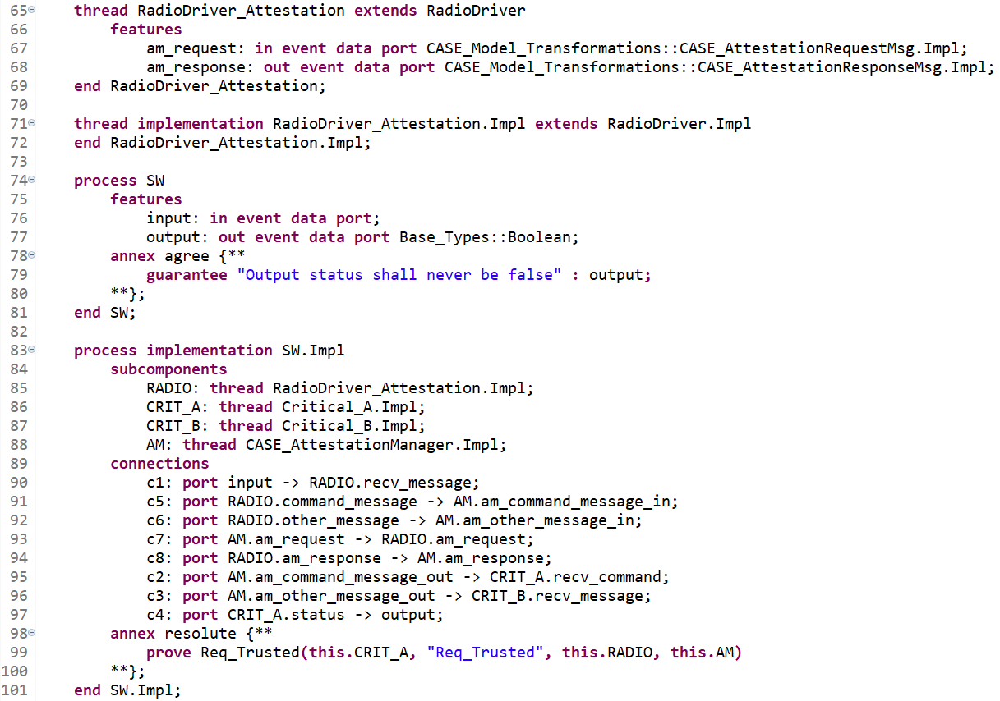 65 thread RadioDriver_Attestation extends RadioDriver
66 features
67 am_request: in event data port CASE_Model_Transformations::CASE_AttestationRequestMsg.Impl;
68 am_response: out event data port CASE_Model_Transformations::CASE_AttestationResponseMsg.Impl;
69 end RadioDriver_Attestation;
70
71 thread implementation RadioDriver_Attestation.Impl extends RadioDriver.Impl
72 end RadioDriver_Attestation.Impl;
73
74 process SW
75 features
76 input: in event data port;
77 output: out event data port Base_Types::Boolean;
78 annex agree {**
79 guarantee "Output status shall never be false" : output;
80 **};
81 end SW;
82
83 process implementation SW.Impl
84 subcomponents
85 RADIO: thread RadioDriver_Attestation.Impl;
86 CRIT_A: thread Critical_A.Impl;
87 CRIT_B: thread Critical_B.Impl;
88 AM: thread CASE_AttestationManager.Impl;
89 connections
90 c1: port input -> RADIO.recv_message;
91 c5: port RADIO.command_message -> AM.am_command_message_in;
92 c6: port RADIO.other_message -> AM.am_other_message_in;
93 c7: port AM.am_request -> RADIO.am_request;
94 c8: port RADIO.am_response -> AM.am_response;
95 c2: port AM.am_command_message_out -> CRIT_A.recv_command;
96 c3: port AM.am_other_message_out -> CRIT_B.recv_message;
97 c4: port CRIT_A.status -> output;
98 annex resolute {**
99 prove Req_Trusted(this.CRIT_A, "Req_Trusted", this.RADIO, this.AM)
100 **};
101 end SW.Impl;